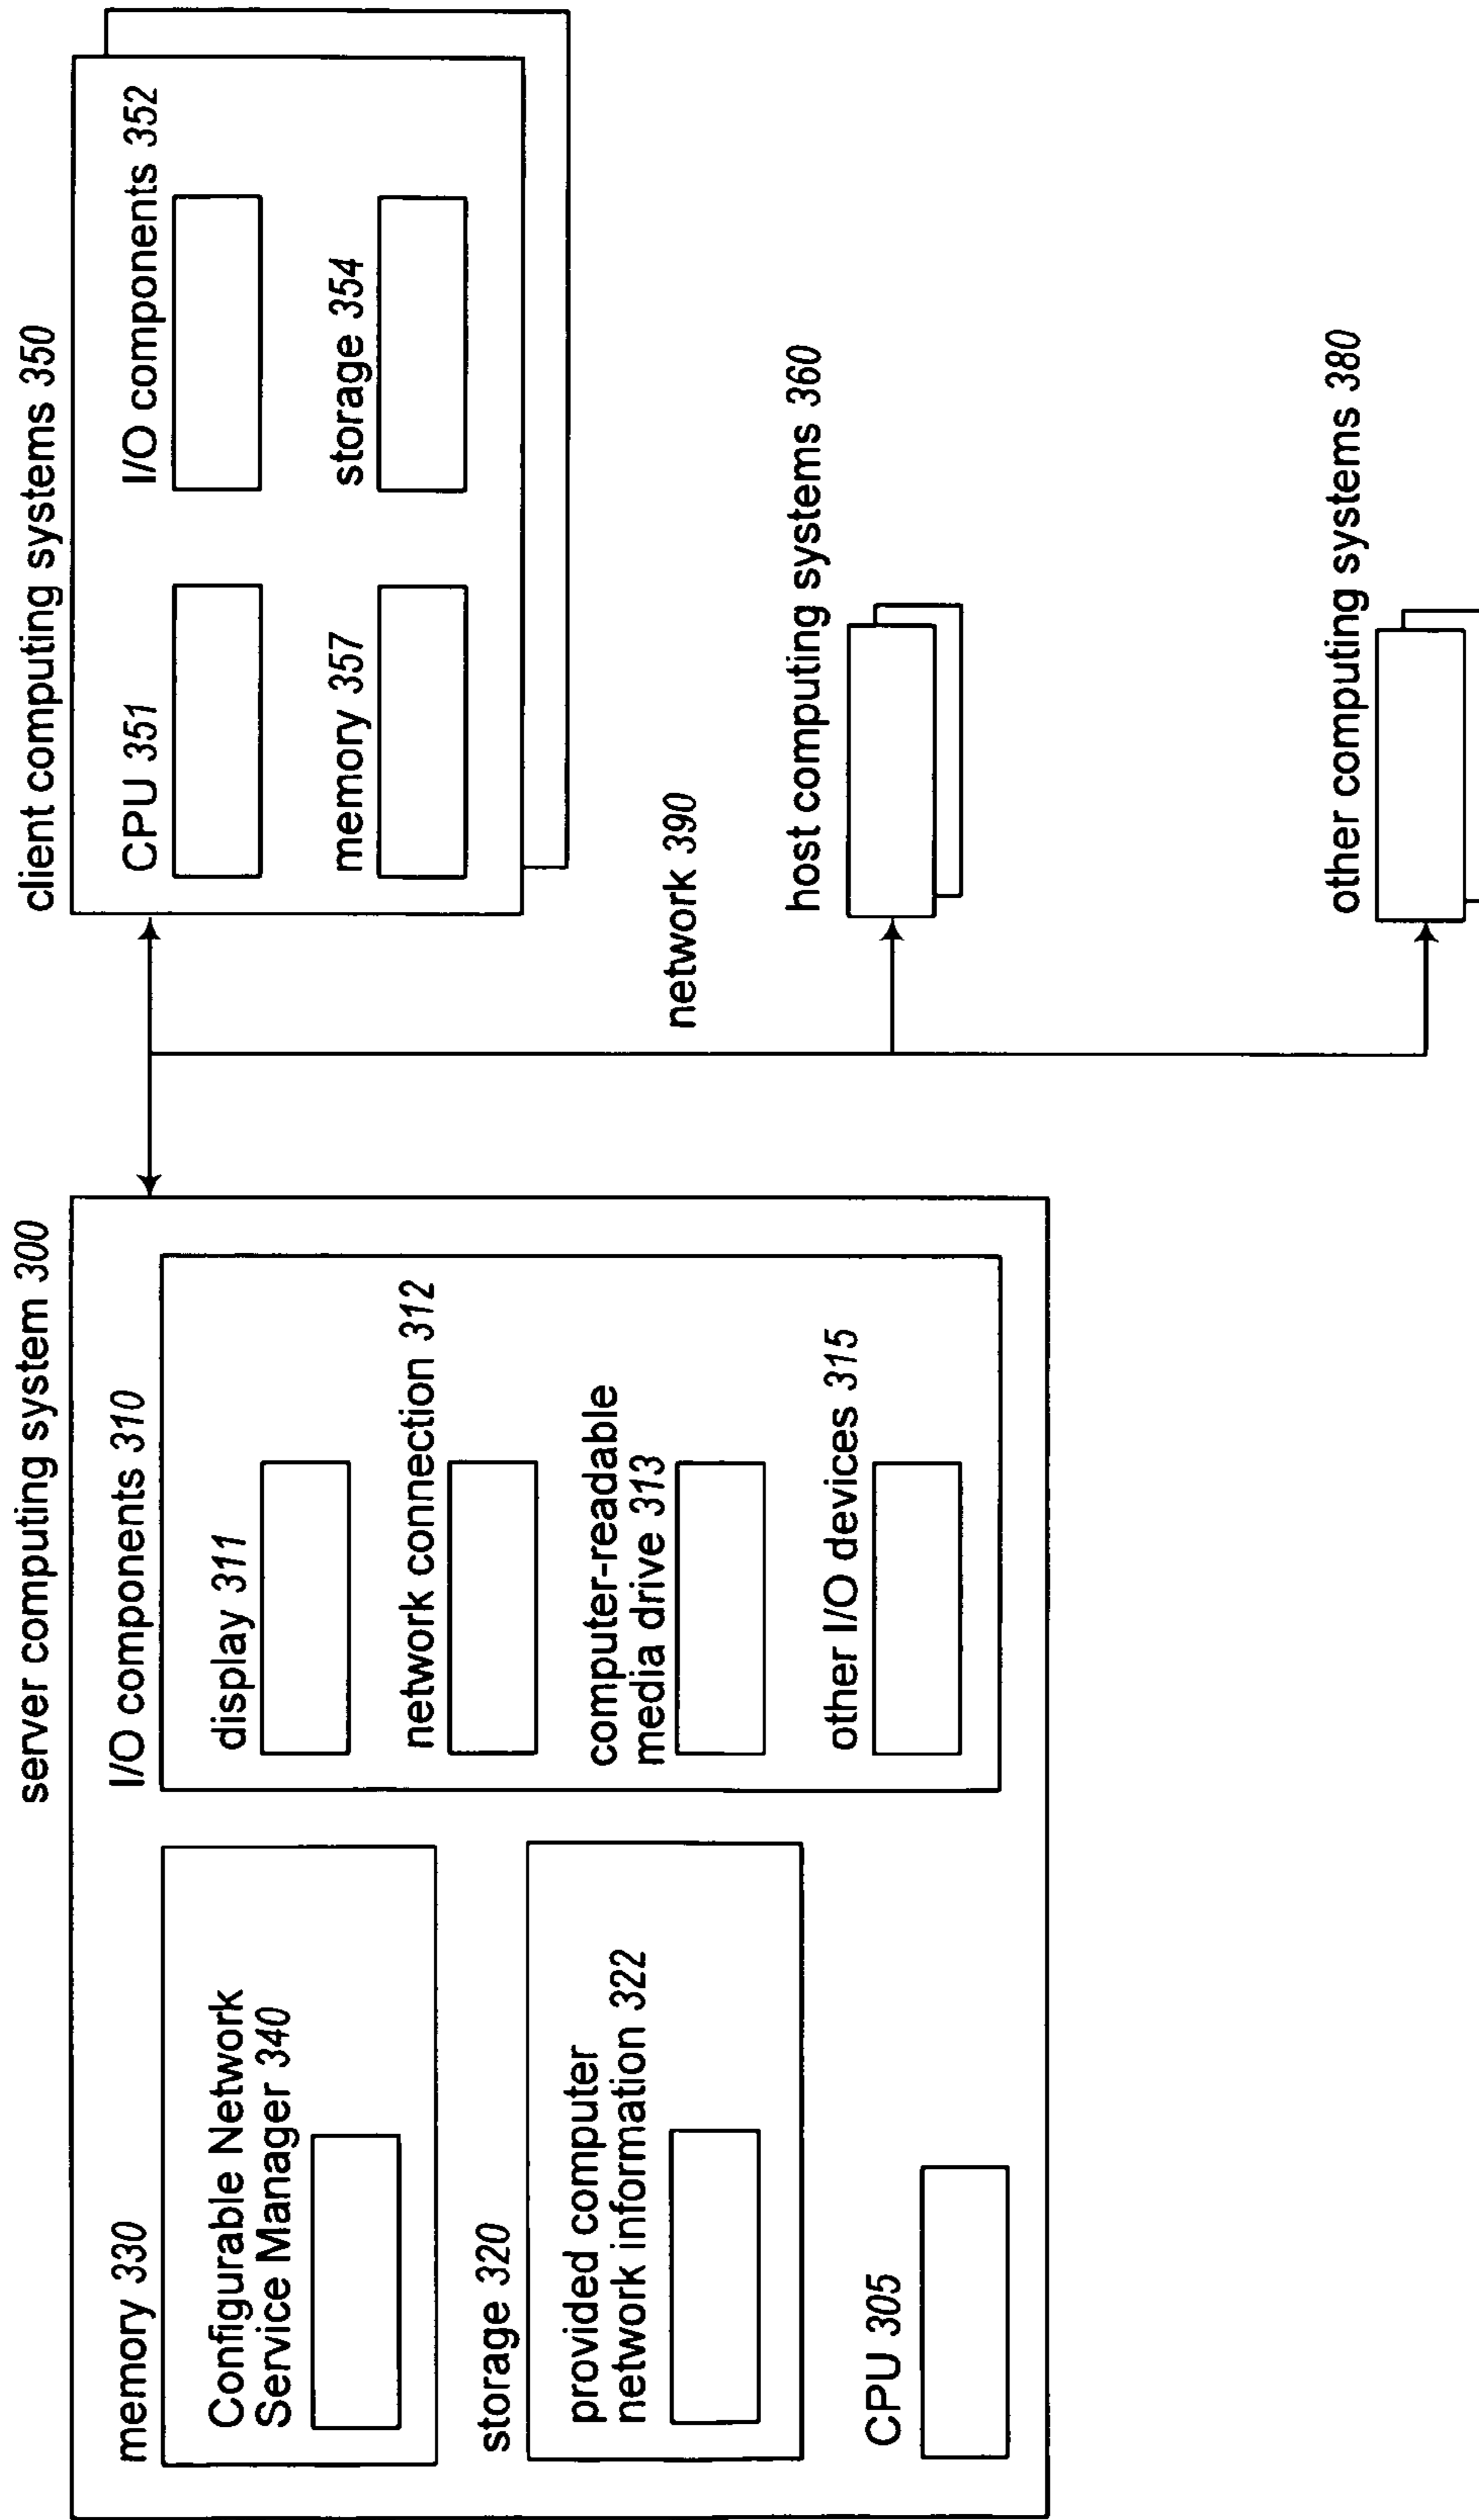 server computing system 300
memory 330
Configurable Network
Service Manager 340
storage 320
provided computer
network information 322
CPU 305
I/O components 310
display 311
network connection 312
computer-readable
media drive 313
other I/O devices 315
client computing systems 350
CPU 351
I/O components 352
memory 357
storage 354
network 390
host computing systems 360
other computing systems 380